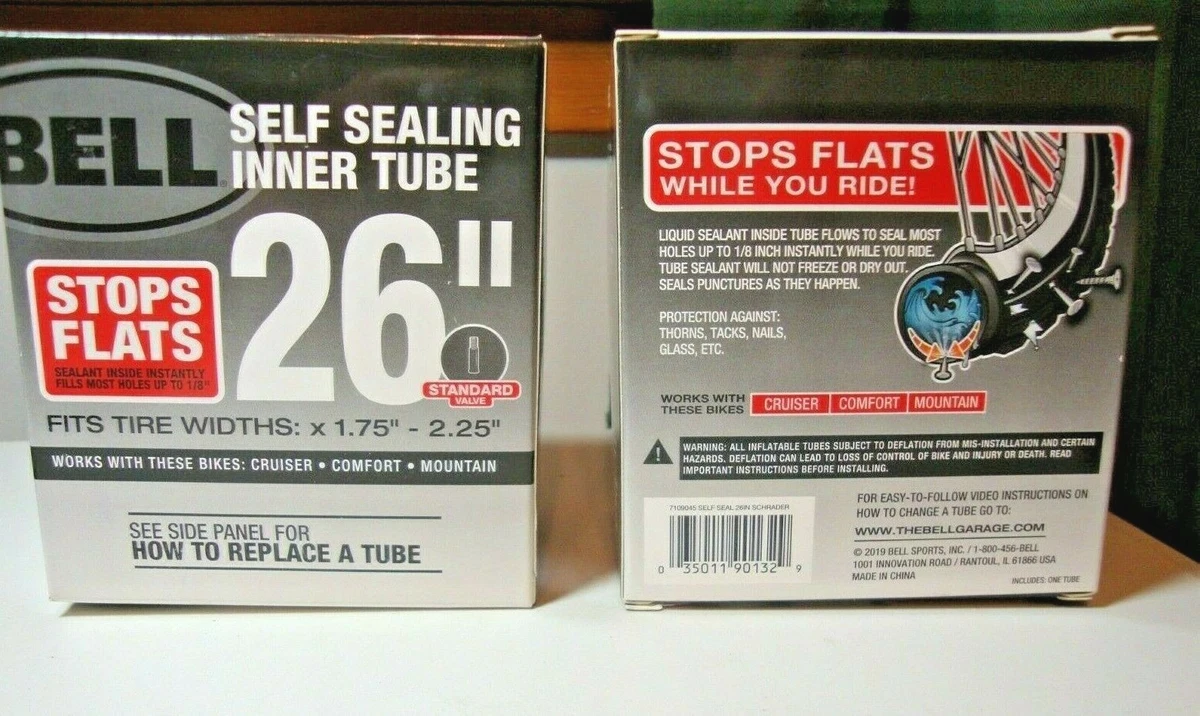 BELL
SELF SEALING
INNER TUBE
26"
STOPS
FLATS
SEALANT INSIDE INSTANTLY
FILLS MOST HOLES UP TO 1/8"
STANDARD
VALVE
FITS TIRE WIDTHS: x 1.75" - 2.25"
WORKS WITH THESE BIKES: CRUISER • COMFORT • MOUNTAIN
SEE SIDE PANEL FOR
HOW TO REPLACE A TUBE
STOPS FLATS
WHILE YOU RIDE!
LIQUID SEALANT INSIDE TUBE FLOWS TO SEAL MOST
HOLES UP TO 1/8 INCH INSTANTLY WHILE YOU RIDE.
TUBE SEALANT WILL NOT FREEZE OR DRY OUT.
SEALS PUNCTURES AS THEY HAPPEN.
PROTECTION AGAINST:
THORNS, TACKS, NAILS,
GLASS, ETC.
WORKS WITH
THESE BIKES
CRUISER COMFORT MOUNTAIN
WARNING: ALL INFLATABLE TUBES SUBJECT TO DEFLATION FROM MIS-INSTALLATION AND CERTAIN
HAZARDS. DEFLATION CAN LEAD TO LOSS OF CONTROL OF BIKE AND INJURY OR DEATH. READ
IMPORTANT INSTRUCTIONS BEFORE INSTALLING.
7109945 SELF SEAL 26IN SCHRADER
0 35011 90132 9
FOR EASY-TO-FOLLOW VIDEO INSTRUCTIONS ON
HOW TO CHANGE A TUBE GO TO:
WWW.THEBELLGARAGE.COM
© 2019 BELL SPORTS, INC. / 1-800-456-BELL
1001 INNOVATION ROAD / RANTOUL, IL 61866 USA
MADE IN CHINA
INCLUDES: ONE TUBE